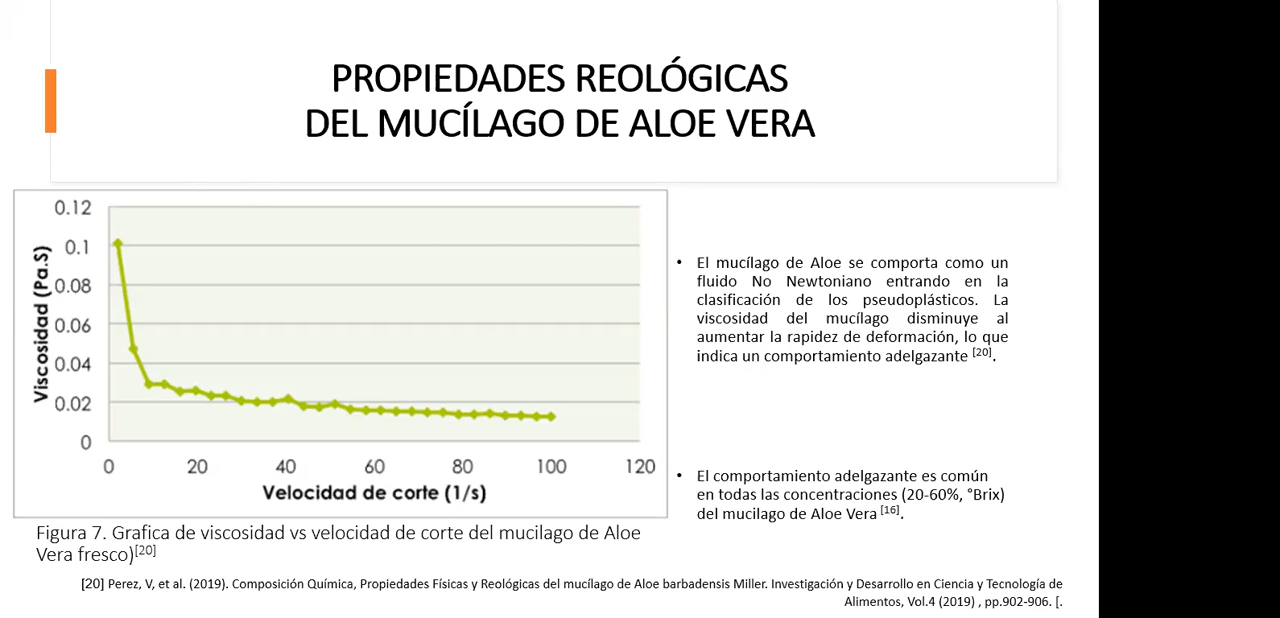 PROPIEDADES REOLÓGICAS
DEL MUCÍLAGO DE ALOE VERA
0.12
0.1
0.08
0.06
0.04
0.02
0
Viscosidad (Pa.S)
0 20 40 60 80 100 120
Velocidad de corte (1/s)
Figura 7. Grafica de viscosidad vs velocidad de corte del mucilago de Aloe
Vera fresco)[20]
• El mucílago de Aloe se comporta como un
fluido No Newtoniano entrando en la
clasificación de los pseudoplásticos. La
viscosidad del mucílago disminuye al
aumentar la rapidez de deformación, lo que
indica un comportamiento adelgazante [20].
• El comportamiento adelgazante es común
en todas las concentraciones (20-60%, °Brix)
del mucilago de Aloe Vera [16].
[20] Perez, V, et al. (2019). Composición Química, Propiedades Físicas y Reológicas del mucílago de Aloe barbadensis Miller. Investigación y Desarrollo en Ciencia y Tecnología de
Alimentos, Vol.4 (2019) , pp.902-906. [.